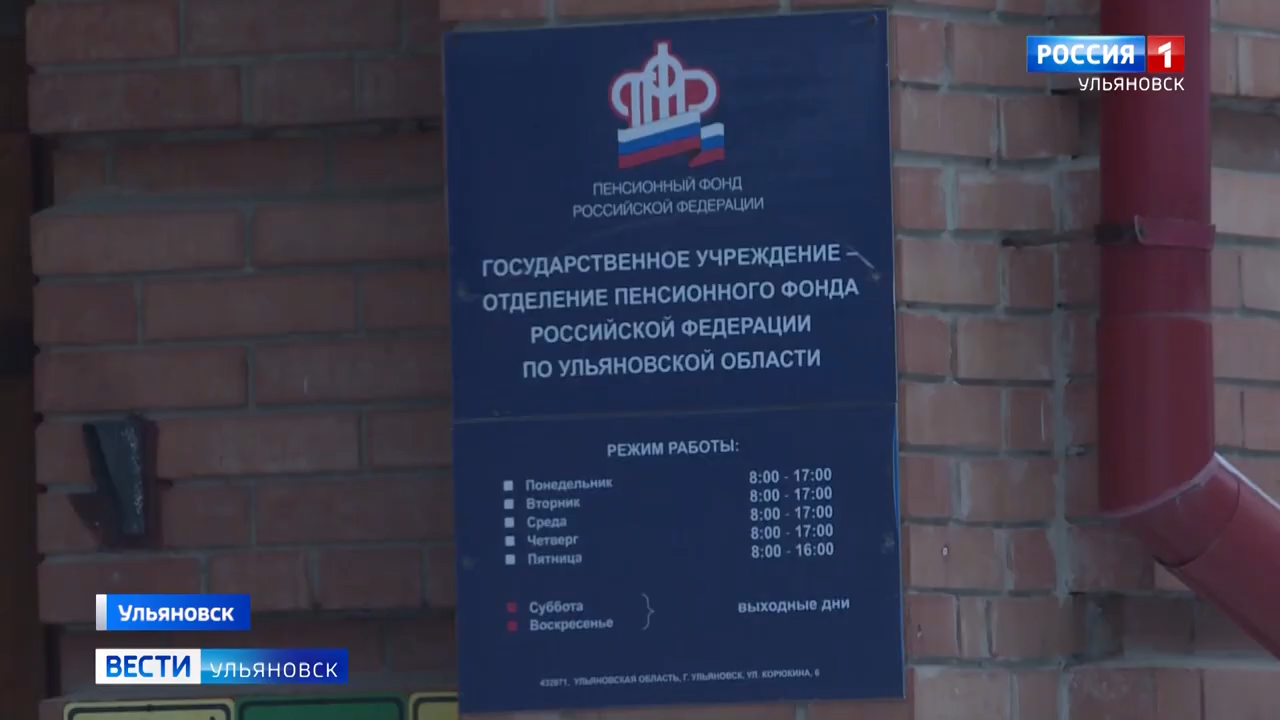 РОССИЯ 1
УЛЬЯНОВСК
ПЕНСИОННЫЙ ФОНД
РОССИЙСКОЙ ФЕДЕРАЦИИ
ГОСУДАРСТВЕННОЕ УЧРЕЖДЕНИЕ –
ОТДЕЛЕНИЕ ПЕНСИОННОГО ФОНДА
РОССИЙСКОЙ ФЕДЕРАЦИИ
ПО УЛЬЯНОВСКОЙ ОБЛАСТИ
РЕЖИМ РАБОТЫ:
Понедельник 8:00 - 17:00
Вторник 8:00 - 17:00
Среда 8:00 - 17:00
Четверг 8:00 - 17:00
Пятница 8:00 - 16:00
Суббота
Воскресенье
выходные дни
432071, УЛЬЯНОВСКАЯ ОБЛАСТЬ, Г. УЛЬЯНОВСК, УЛ. КОРЮКИНА, 6
Ульяновск
ВЕСТИ УЛЬЯНОВСК